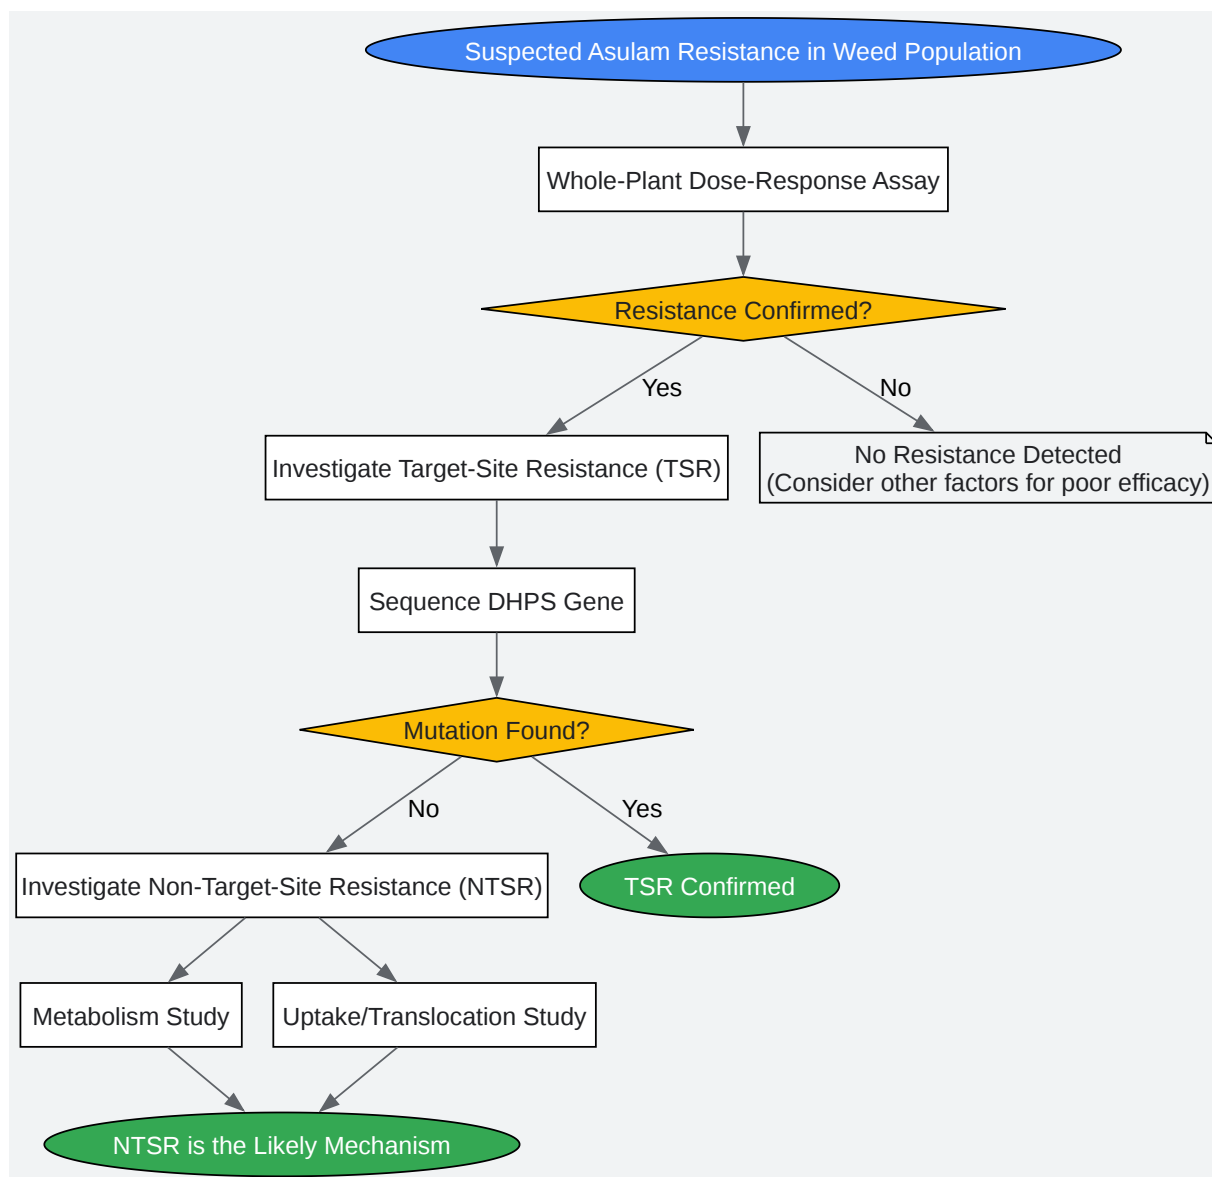 Suspected Asulam Resistance in Weed Population
Whole-Plant Dose-Response Assay
Resistance Confirmed?
Yes
No
Investigate Target-Site Resistance (TSR)
No Resistance Detected
(Consider other factors for poor efficacy)
Sequence DHPS Gene
Mutation Found?
No
Yes
Investigate Non-Target-Site Resistance (NTSR)
TSR Confirmed
Metabolism Study
Uptake/Translocation Study
NTSR is the Likely Mechanism